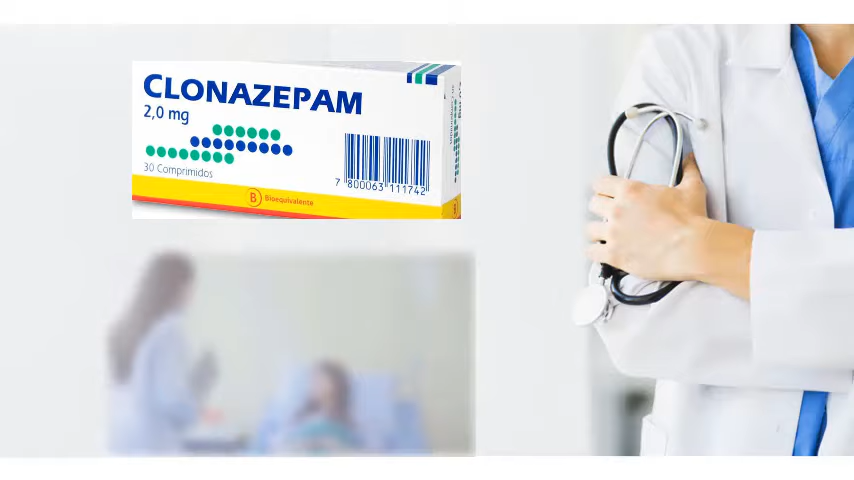 CLONAZEPAM
2,0 mg
30 Comprimidos
7 800063 111742
B Bioequivalente